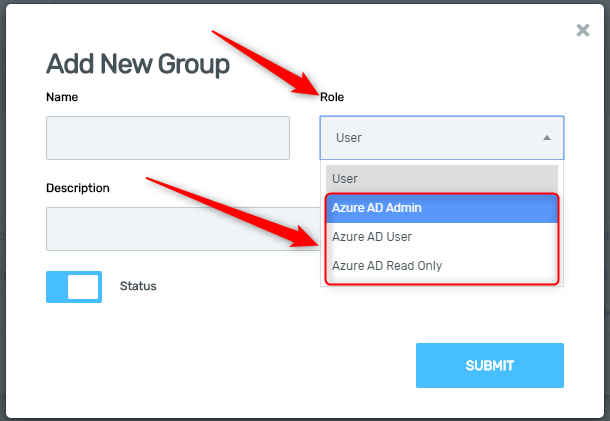 Add New Group
Name
Role
User
User
Description
Azure AD Admin
Azure AD User
Azure AD Read Only
Status
SUBMIT